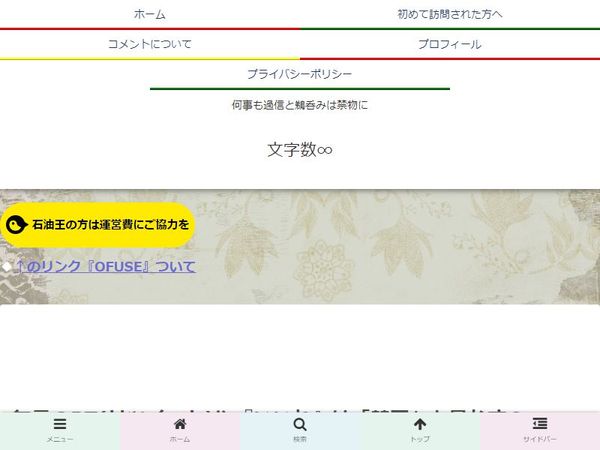 ホーム
初めて訪問された方へ
コメントについて
プロフィール
プライバシーポリシー
何事も過信と鵜呑みは禁物に
文字数∞
石油王の方は運営費にご協力を
◆↑のリンク『OFUSE』ついて
メニュー
ホーム
検索
トップ
サイドバー